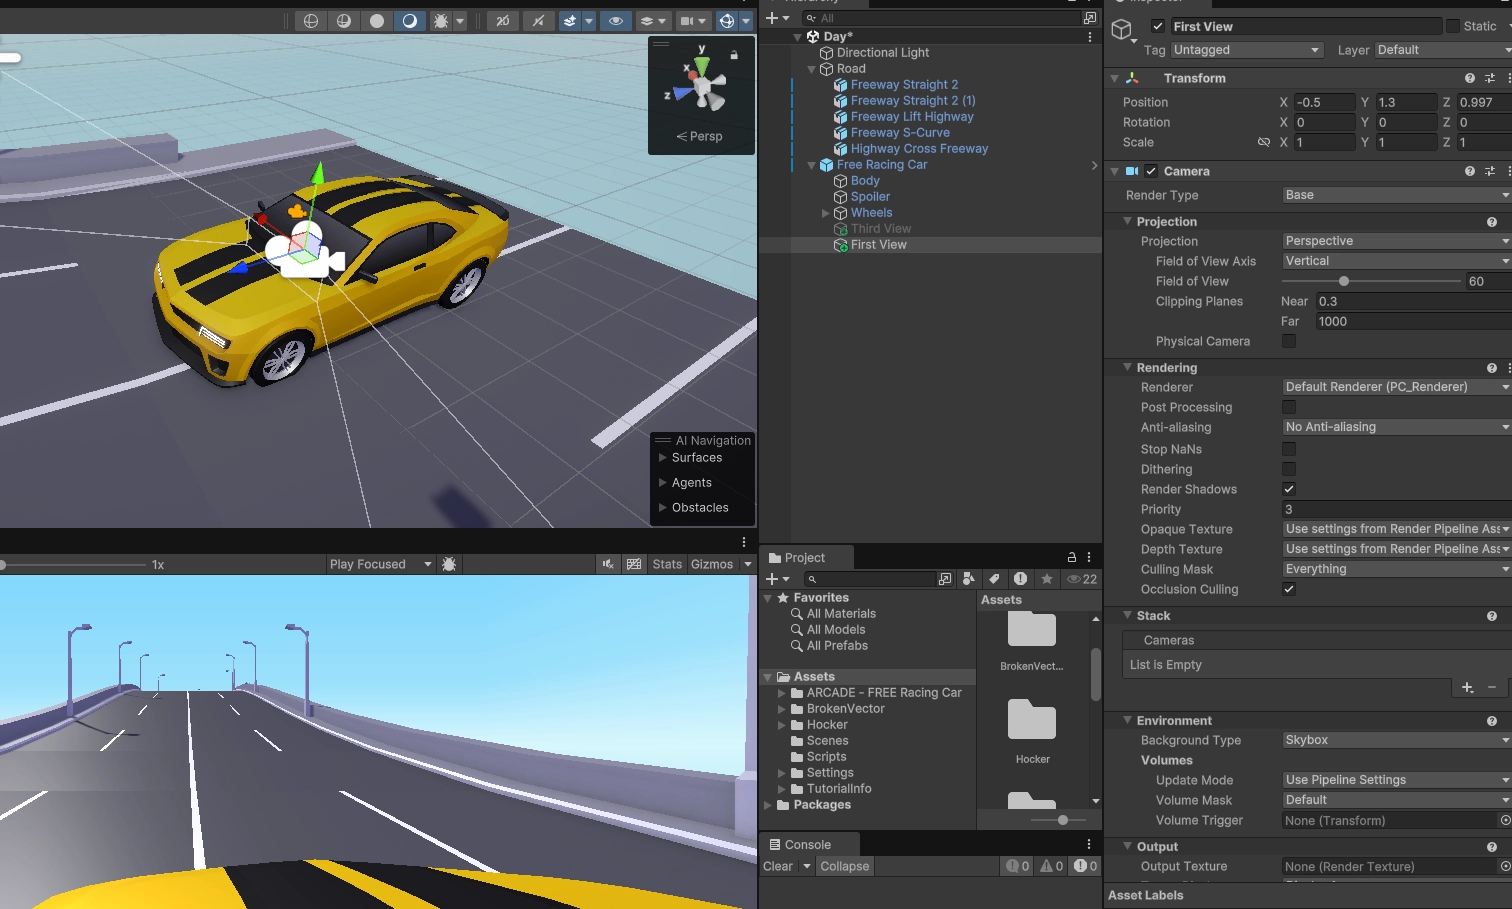 2D
y
x
z
Persp
AI Navigation
Surfaces
Agents
Obstacles
1x
Play Focused
Stats
Gizmos
All
Day*
Directional Light
Road
Freeway Straight 2
Freeway Straight 2 (1)
Freeway Lift Highway
Freeway S-Curve
Highway Cross Freeway
Free Racing Car
Body
Spoiler
Wheels
Third View
First View
Project
22
Favorites
All Materials
All Models
All Prefabs
Assets
ARCADE - FREE Racing Car
BrokenVector
Hocker
Scenes
Scripts
Settings
TutorialInfo
Packages
Assets
BrokenVect...
Hocker
Console
Clear
Collapse
0
0
0
First View
Static
Tag Untagged
Layer Default
Transform
Position X -0.5 Y 1.3 Z 0.997
Rotation X 0 Y 0 Z 0
Scale X 1 Y 1 Z 1
Camera
Render Type Base
Projection
Projection Perspective
Field of View Axis Vertical
Field of View 60
Clipping Planes Near 0.3
Far 1000
Physical Camera
Rendering
Renderer Default Renderer (PC_Renderer)
Post Processing
Anti-aliasing No Anti-aliasing
Stop NaNs
Dithering
Render Shadows
Priority 3
Opaque Texture Use settings from Render Pipeline Ass
Depth Texture Use settings from Render Pipeline Ass
Culling Mask Everything
Occlusion Culling
Stack
Cameras
List is Empty
Environment
Background Type Skybox
Volumes
Update Mode Use Pipeline Settings
Volume Mask Default
Volume Trigger None (Transform)
Output
Output Texture None (Render Texture)
Asset Labels